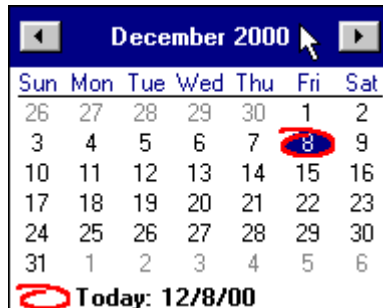 December 2000
Sun Mon Tue Wed Thu Fri Sat
26 27 28 29 30 1 2
3 4 5 6 7 8 9
10 11 12 13 14 15 16
17 18 19 20 21 22 23
24 25 26 27 28 29 30
31 1 2 3 4 5 6
Today: 12/8/00